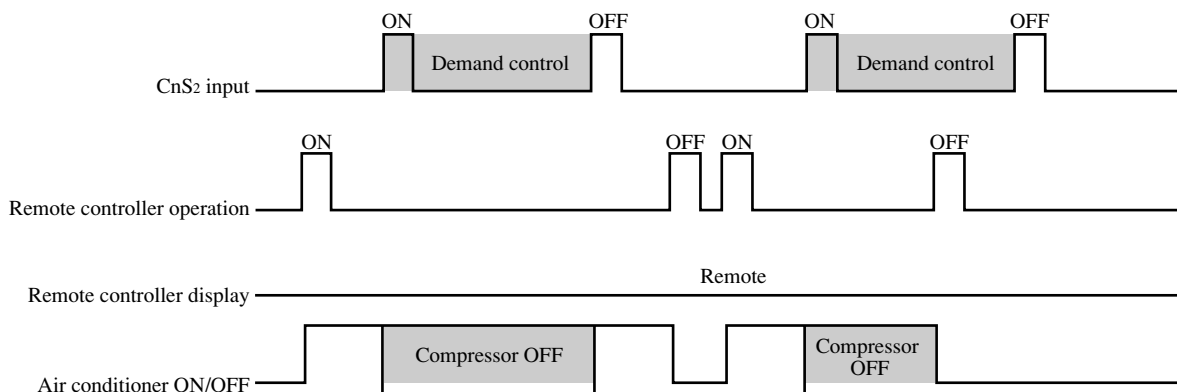 ON OFF ON OFF
Demand control Demand control
CnS2 input
ON OFF ON OFF
Remote controller operation
Remote
Remote controller display
Compressor OFF Compressor
OFF
Air conditioner ON/OFF